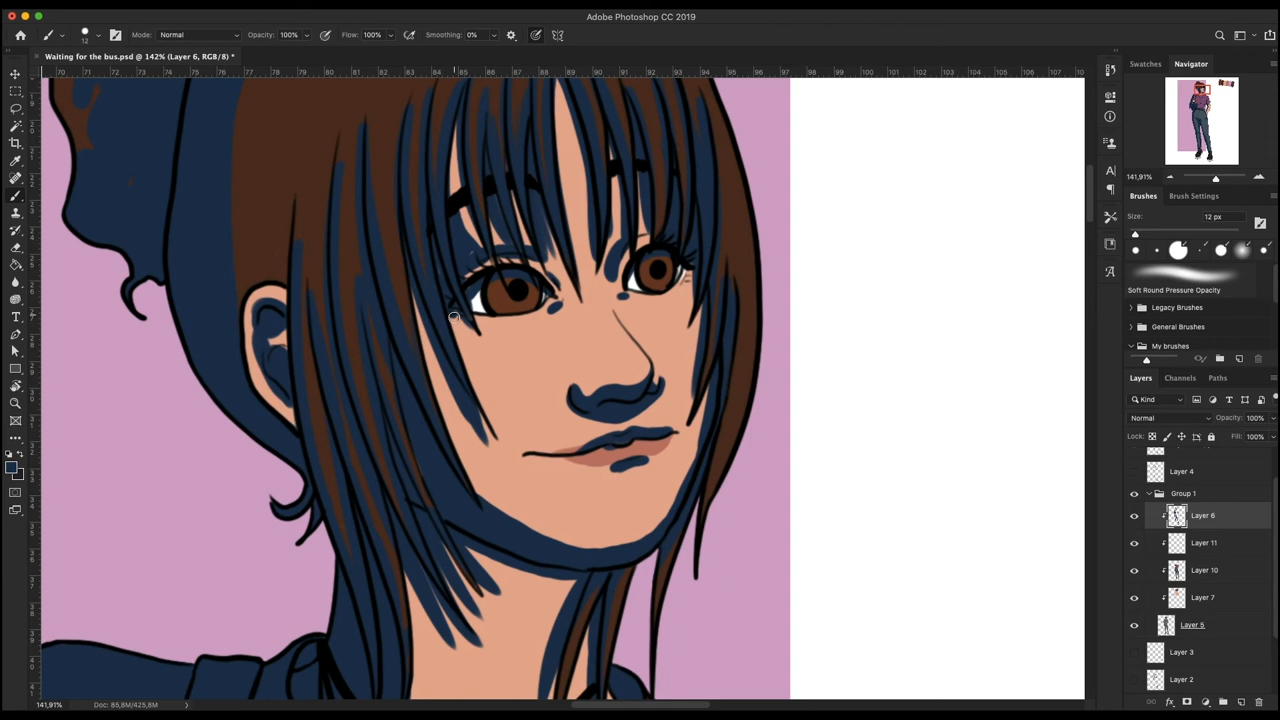 Adobe Photoshop CC 2019
12
Mode: Normal Opacity: 100% Flow: 100% Smoothing: 0%
Waiting for the bus.psd @ 142% (Layer 6, RGB/8) *
70 71 72 73 74 75 76 77 78 79 80 81 82 83 84 85 86 87 88 89 90 91 92 93 94 95 96 97 98 99 100 101 102 103 104 105 106 107
Swatches Navigator
141,91%
Brushes Brush Settings
Size: 12 px
Soft Round Pressure Opacity
Legacy Brushes
General Brushes
My brushes
Layers Channels Paths
Kind
Normal Opacity: 100%
Lock: Fill: 100%
Layer 4
Group 1
Layer 6
Layer 11
Layer 10
Layer 7
Layer 5
Layer 3
Layer 2
141,91% Doc: 85,8M/425,8M